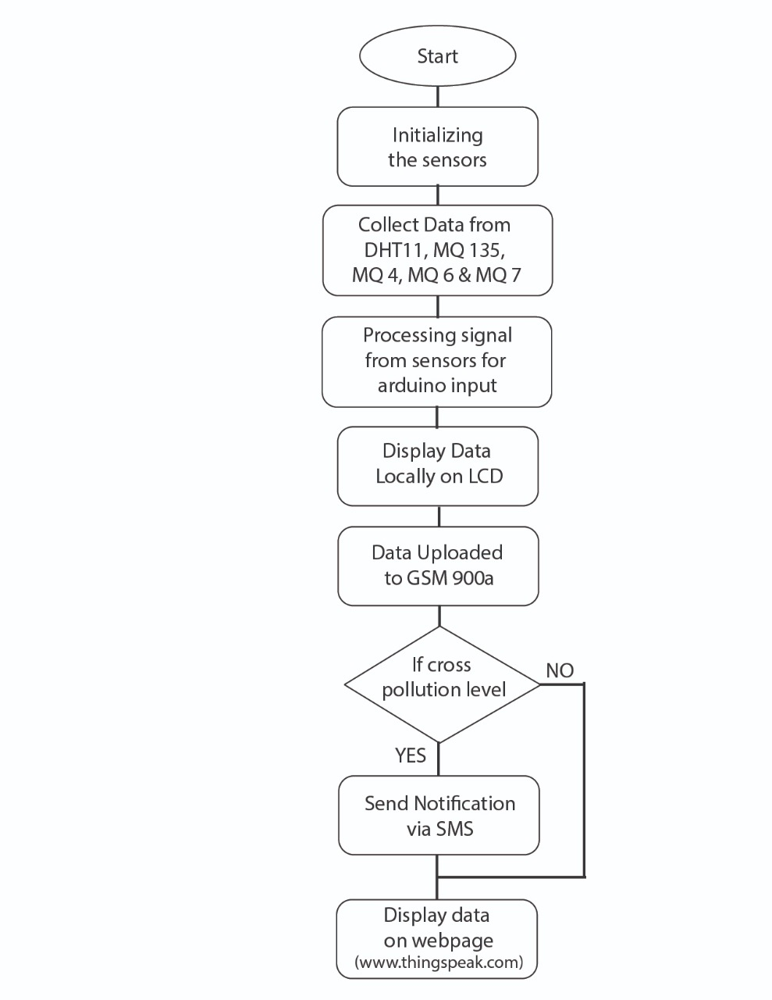 Start
Initializing
the sensors
Collect Data from
DHT11, MQ 135,
MQ 4, MQ 6 & MQ 7
Processing signal
from sensors for
arduino input
Display Data
Locally on LCD
Data Uploaded
to GSM 900a
If cross
pollution level
NO
YES
Send Notification
via SMS
Display data
on webpage
(www.thingspeak.com)